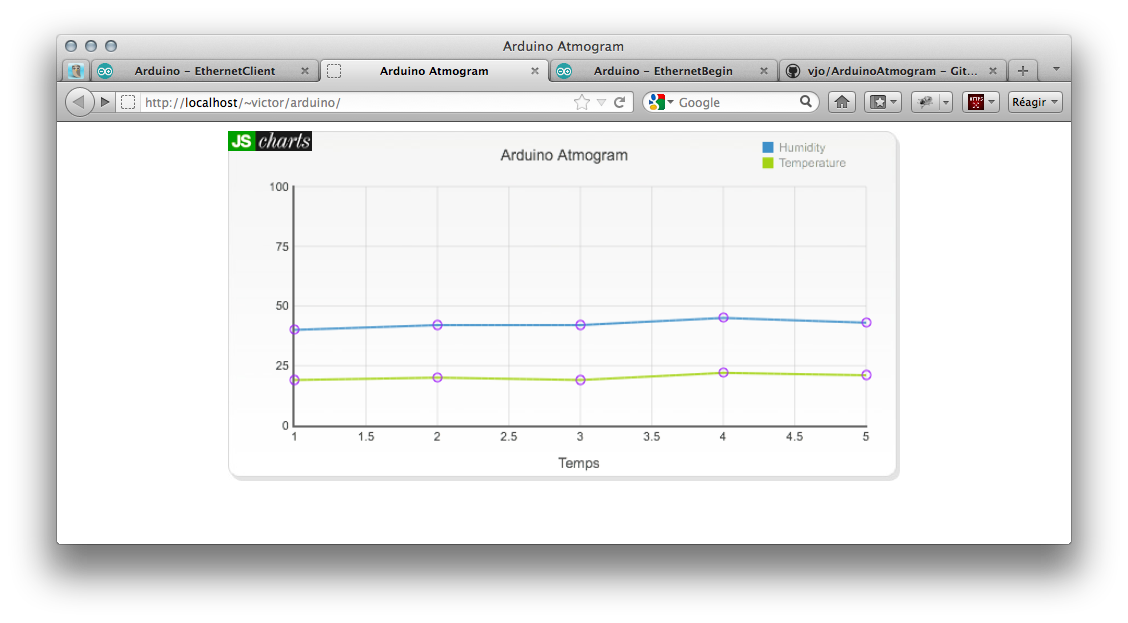 Arduino Atmogram
Arduino - EthernetClient
Arduino Atmogram
Arduino - EthernetBegin
vjo/ArduinoAtmogram - Git...
http://localhost/~victor/arduino/
Google
Réagir
JS charts
Arduino Atmogram
Humidity
Temperature
100
75
50
25
0
1 1.5 2 2.5 3 3.5 4 4.5 5
Temps